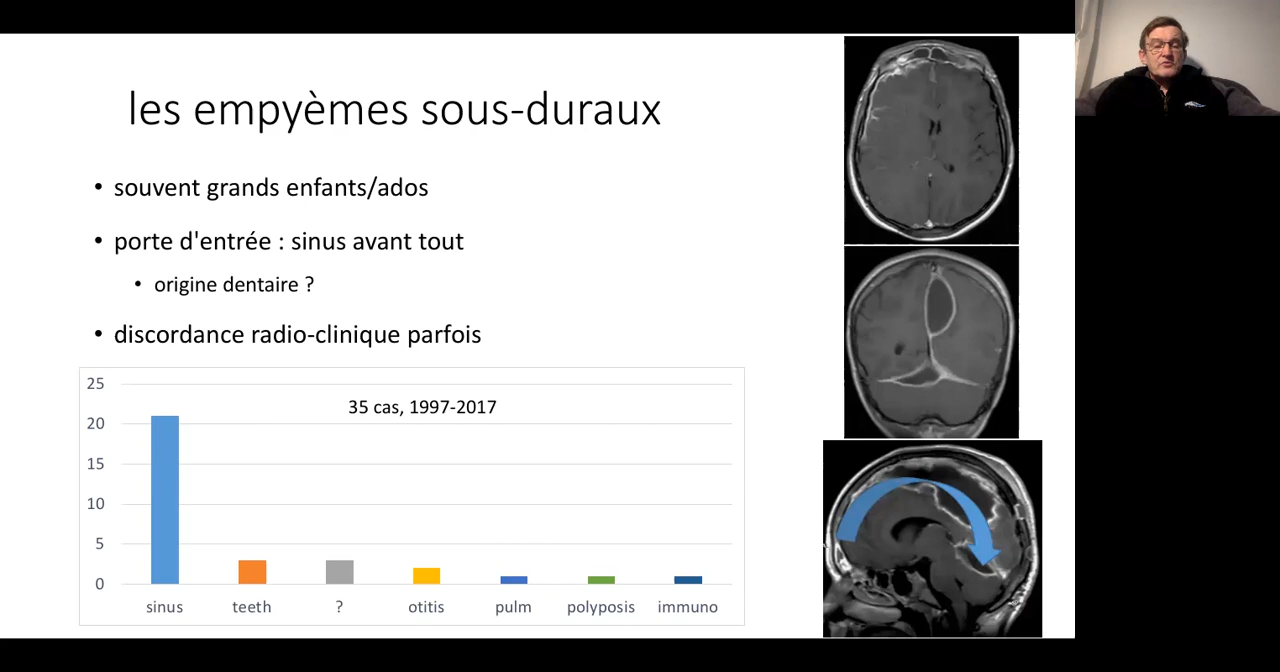 les empyèmes sous-duraux
• souvent grands enfants/ados
• porte d'entrée : sinus avant tout
• origine dentaire ?
• discordance radio-clinique parfois
35 cas, 1997-2017
25
20
15
10
5
0
sinus teeth ? otitis pulm polyposis immuno